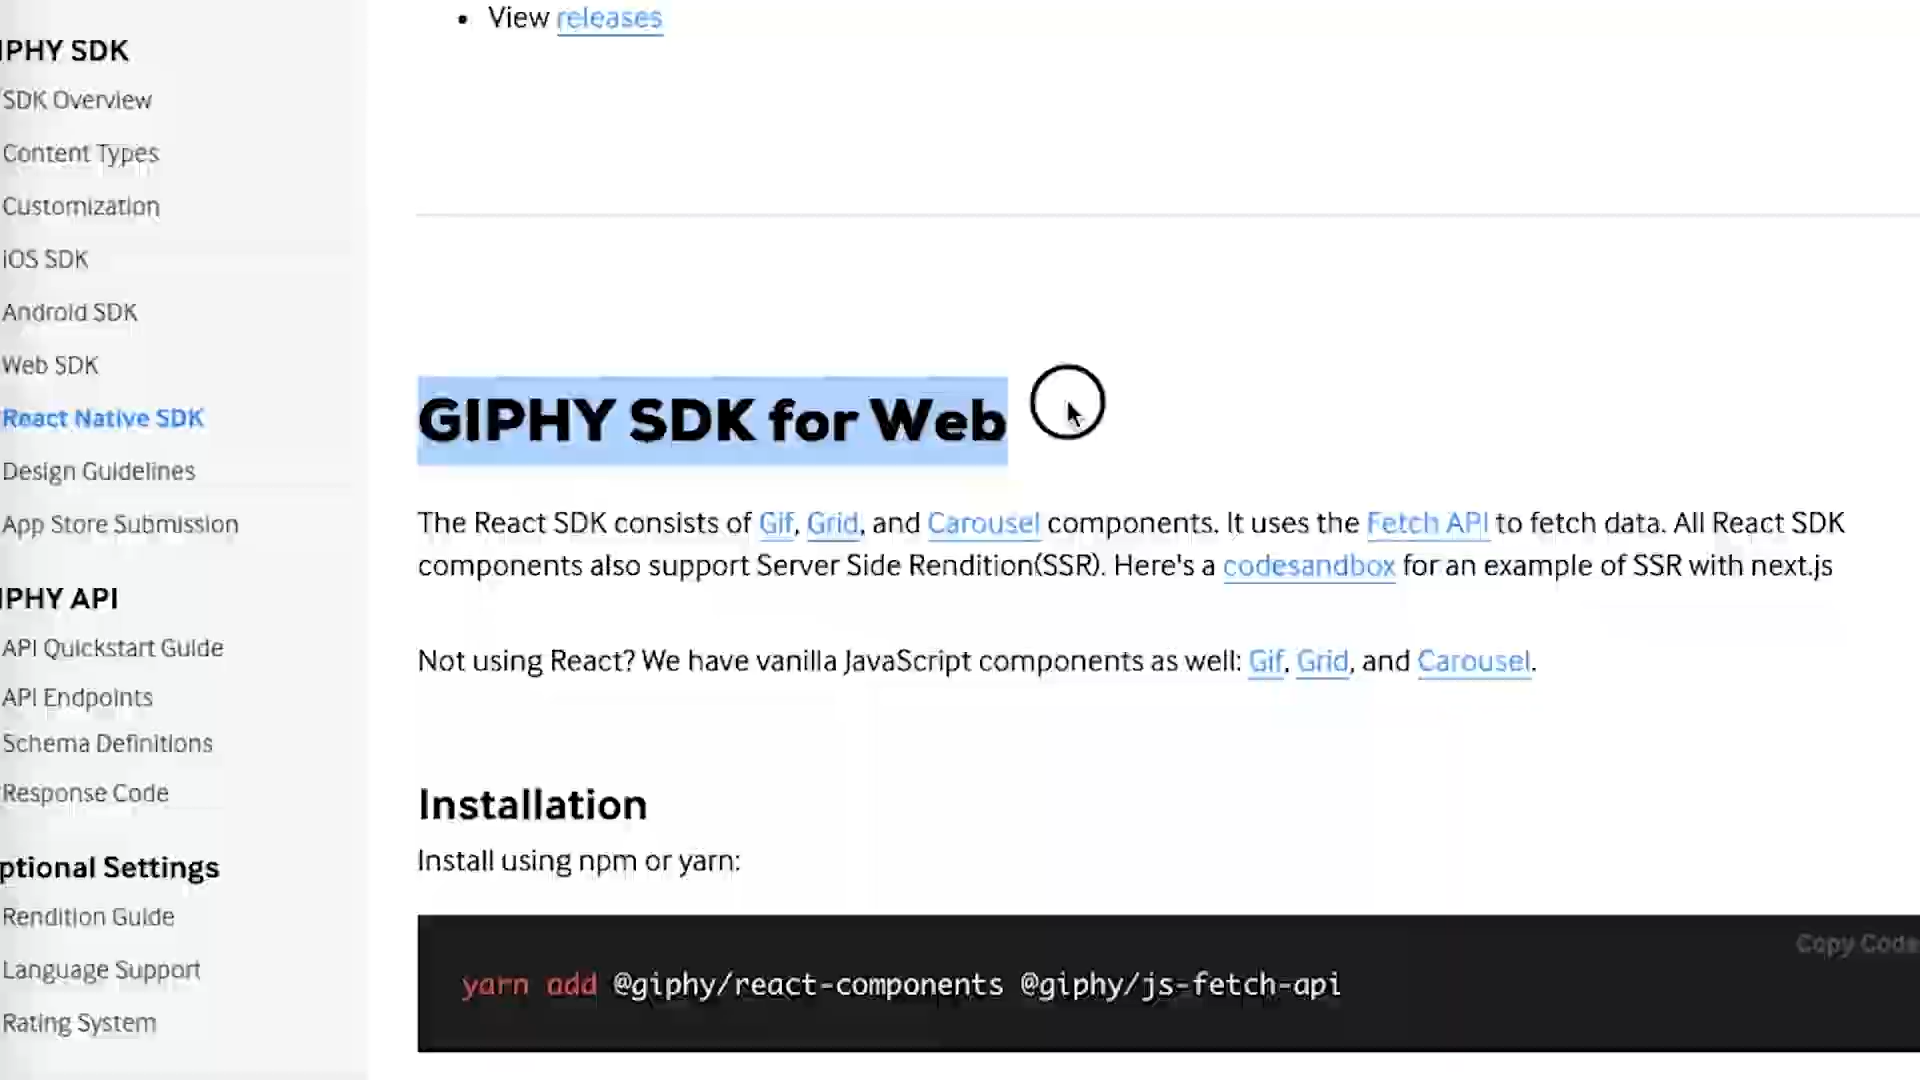 IPHY SDK
SDK Overview
Content Types
Customization
iOS SDK
Android SDK
Web SDK
React Native SDK
Design Guidelines
App Store Submission
IPHY API
API Quickstart Guide
API Endpoints
Schema Definitions
Response Code
ptional Settings
Rendition Guide
Language Support
Rating System
View releases
GIPHY SDK for Web
The React SDK consists of Gif, Grid, and Carousel components. It uses the Fetch API to fetch data. All React SDK
components also support Server Side Rendition(SSR). Here's a codesandbox for an example of SSR with next.js
Not using React? We have vanilla JavaScript components as well: Gif, Grid, and Carousel.
Installation
Install using npm or yarn:
Copy Code
yarn add @giphy/react-components @giphy/js-fetch-api